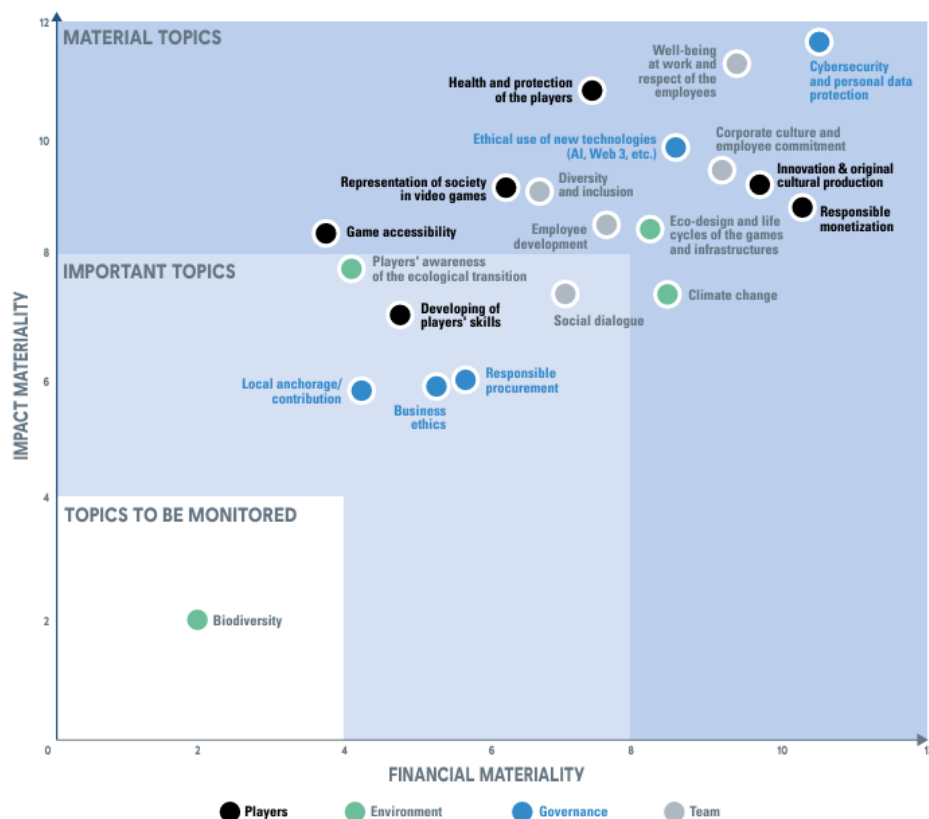 12
MATERIAL TOPICS
Well-being
at work and
respect of the
employees
Cybersecurity
and personal data
protection
Health and protection
of the players
10
Ethical use of new technologies
(AI, Web 3, etc.)
Corporate culture and
employee commitment
Innovation & original
cultural production
Representation of society
in video games
Diversity
and inclusion
Responsible
monetization
Game accessibility
Employee
development
Eco-design and life
cycles of the games
and infrastructures
8
IMPORTANT TOPICS
Players' awareness
of the ecological transition
Climate change
Developing of
players' skills
Social dialogue
IMPACT MATERIALITY
6
Local anchorage/
contribution
Business
ethics
Responsible
procurement
4
TOPICS TO BE MONITORED
2
Biodiversity
0
2
4
6
8
10
1
FINANCIAL MATERIALITY
Players
Environment
Governance
Team